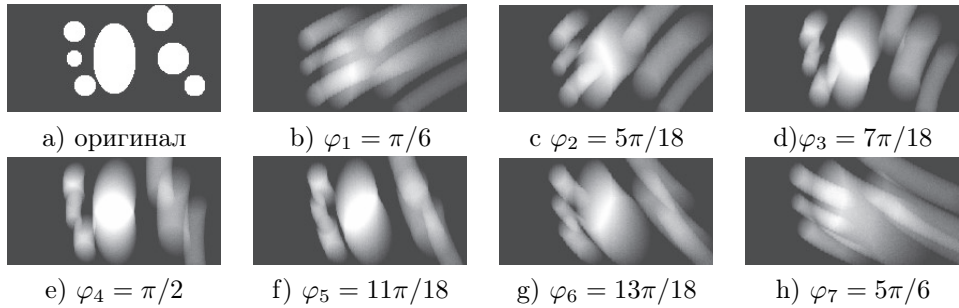 a) оригинал b) φ₁ = π/6 c φ₂ = 5π/18 d)φ₃ = 7π/18
e) φ₄ = π/2 f) φ₅ = 11π/18 g) φ₆ = 13π/18 h) φ₇ = 5π/6